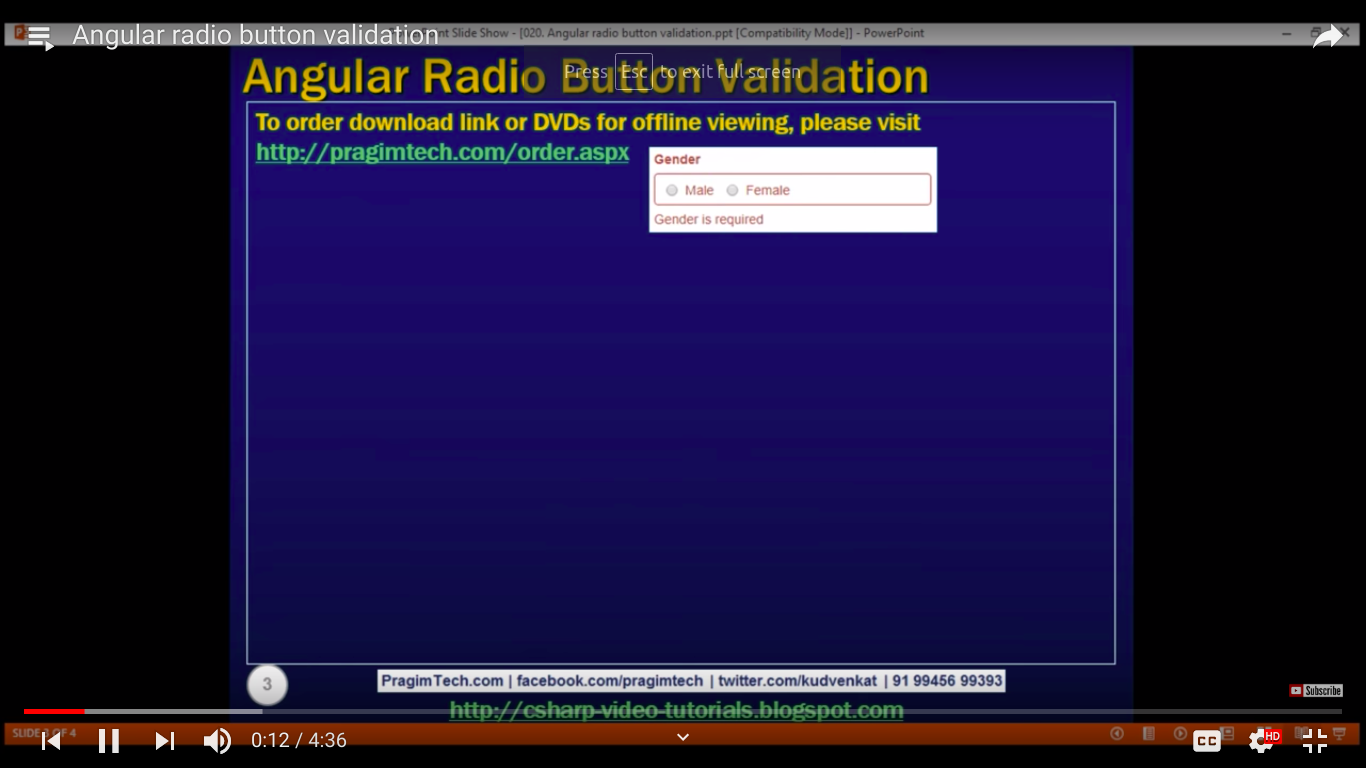 Angular radio button validation
int Slide Show - [020. Angular radio button validation.ppt [Compatibility Mode]] - PowerPoint
Press Esc to exit full screen
Angular Radio Button Validation
To order download link or DVDs for offline viewing, please visit
http://pragimtech.com/order.aspx
Gender
Male Female
Gender is required
3
PragimTech.com | facebook.com/pragimtech | twitter.com/kudvenkat | 91 99456 99393
Subscribe
http://csharp-video-tutorials.blogspot.com
SLIDE OF 4
0:12 / 4:36
CC
HD